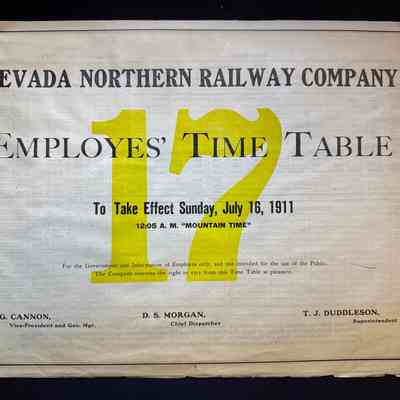 EVADA NORTHERN RAILWAY COMPANY
17
EMPLOYES' TIME TABLE
To Take Effect Sunday, July 16, 1911
12:05 A. M. "MOUNTAIN TIME"
For the Government and Information of Employes only, and not intended for the use of the Public.
The Company reserves the right to vary from this Time Table at pleasure.
G. CANNON,
Vice-President and Gen. Mgr.
D. S. MORGAN,
Chief Dispatcher
T. J. DUDDLESON,
Superintendent